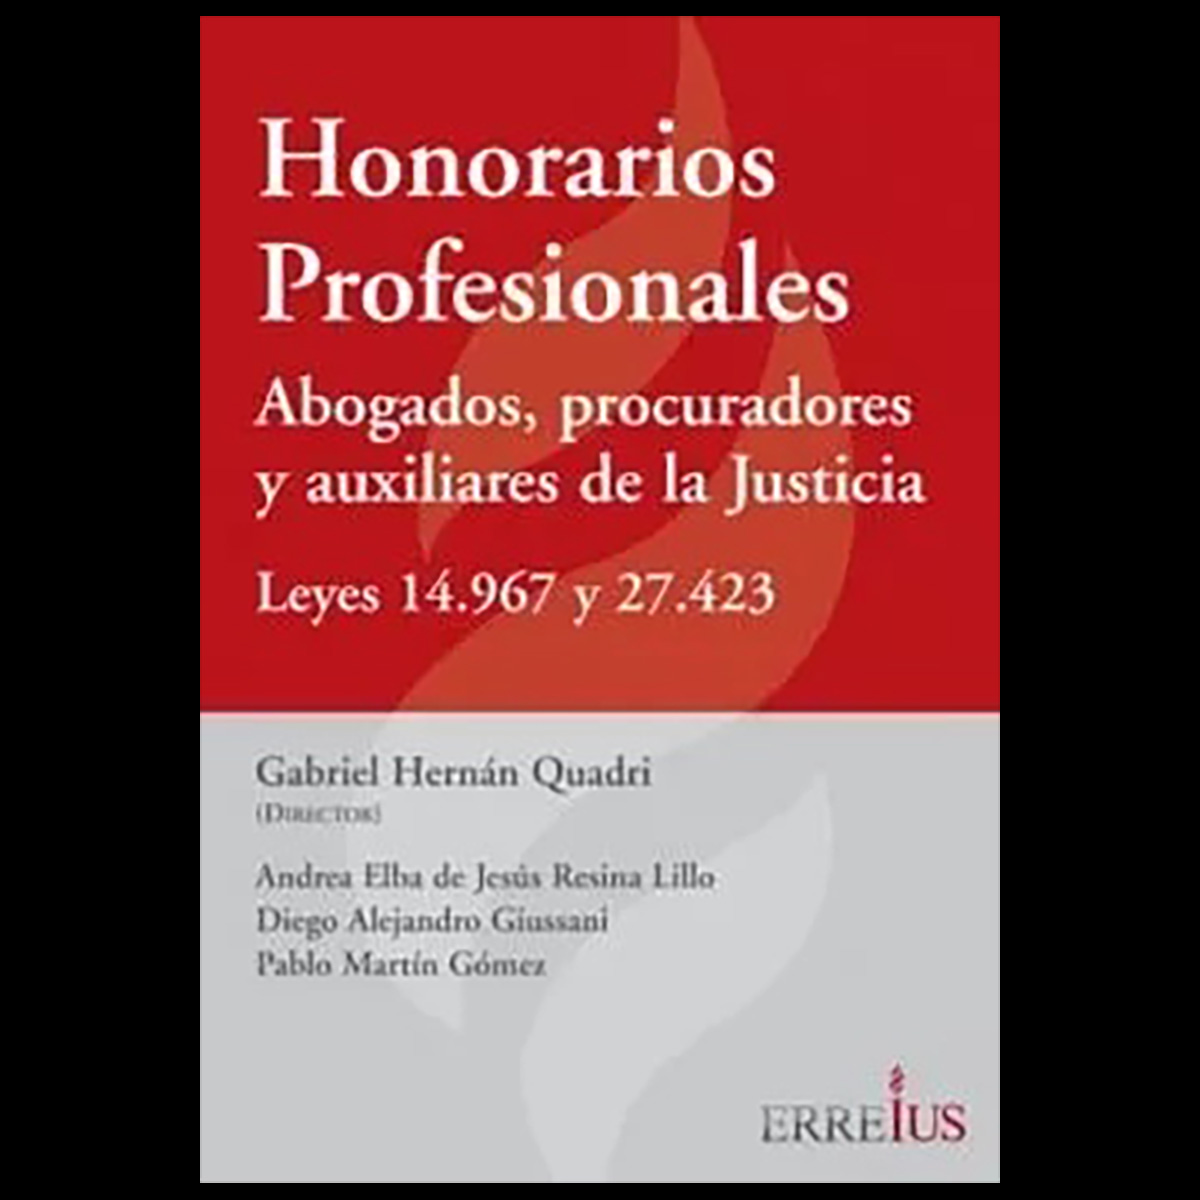 Honorarios
Profesionales
Abogados, procuradores
y auxiliares de la Justicia
Leyes 14.967 y 27.423
Gabriel Hernán Quadri
(Director)
Andrea Elba de Jesús Resina Lillo
Diego Alejandro Giussani
Pablo Martín Gómez
ERREIUS